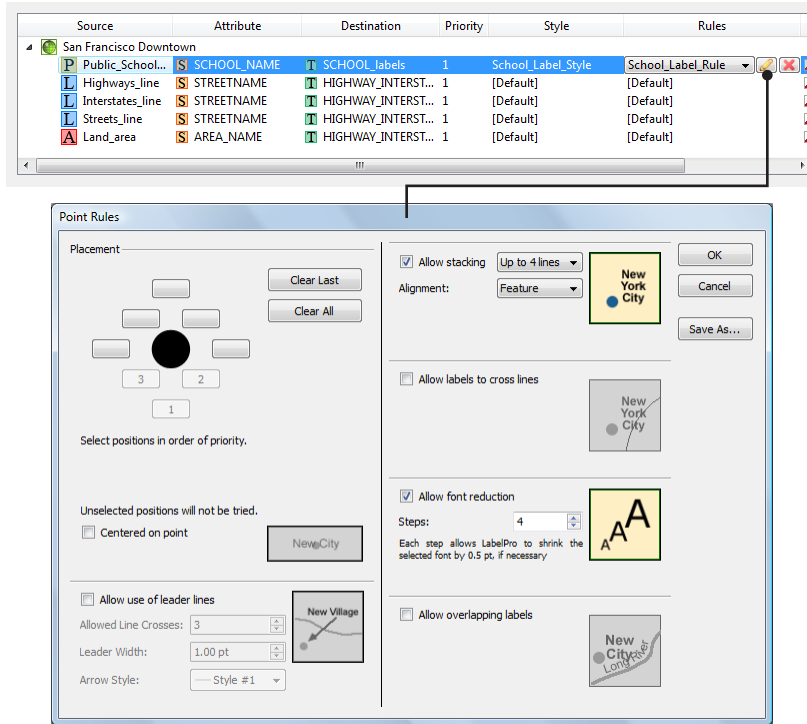 Source Attribute Destination Priority Style Rules
San Francisco Downtown
P Public_School... S SCHOOL_NAME T SCHOOL_labels 1 School_Label_Style School_Label_Rule
L Highways_line S STREETNAME T HIGHWAY_INTERST... 1 [Default] [Default]
L Interstates_line S STREETNAME T HIGHWAY_INTERST... 1 [Default] [Default]
L Streets_line S STREETNAME T HIGHWAY_INTERST... 1 [Default] [Default]
A Land_area S AREA_NAME T HIGHWAY_INTERST... 1 [Default] [Default]
Point Rules
Placement
Clear Last
Clear All
3 2
1
Select positions in order of priority.
Unselected positions will not be tried.
Centered on point
New City
Allow use of leader lines
Allowed Line Crosses: 3
Leader Width: 1.00 pt
Arrow Style: Style #1
New Village
Allow stacking Up to 4 lines
Alignment: Feature
New
York
City
Allow labels to cross lines
New
York
City
Allow font reduction
Steps: 4
Each step allows LabelPro to shrink the
selected font by 0.5 pt, if necessary
A A A
Allow overlapping labels
New
City
Long River
OK
Cancel
Save As...